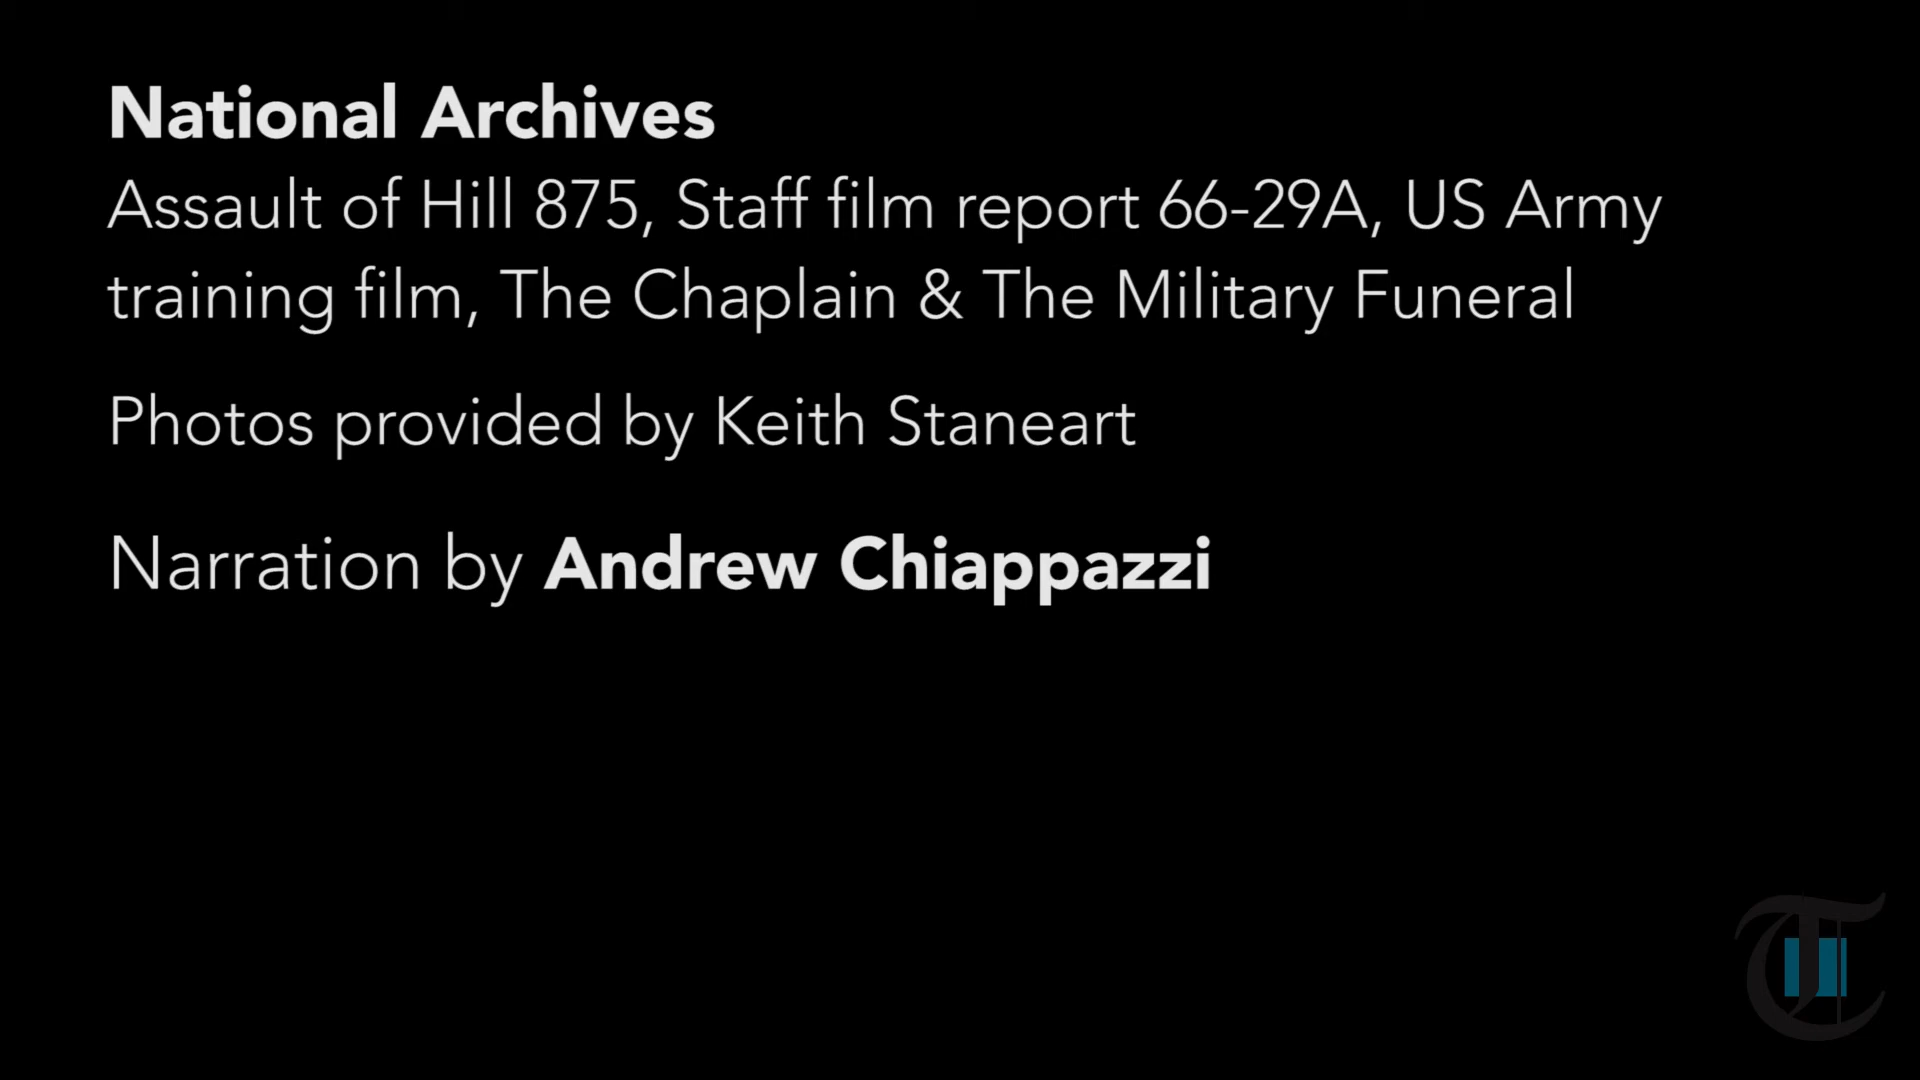 National Archives
Assault of Hill 875, Staff film report 66-29A, US Army
training film, The Chaplain & The Military Funeral
Photos provided by Keith Staneart
Narration by Andrew Chiappazzi
T